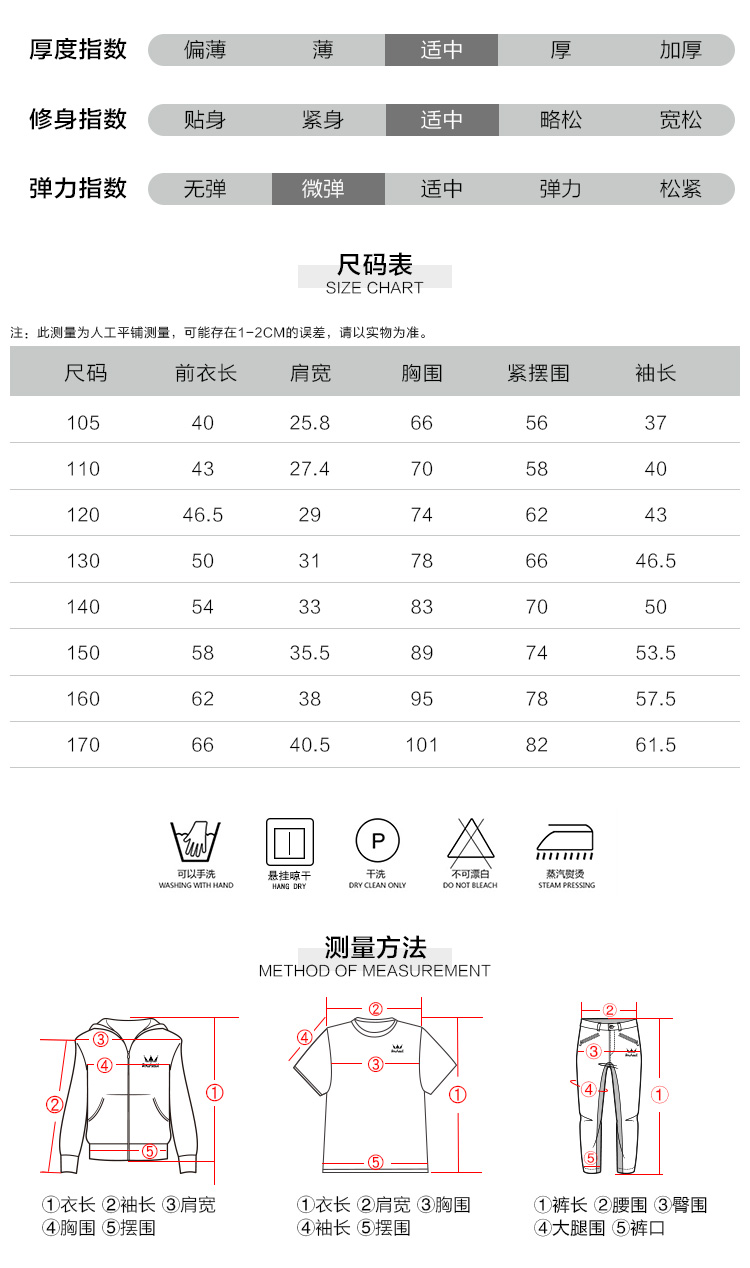 厚度指数 偏薄 薄 适中 厚 加厚
修身指数 贴身 紧身 适中 略松 宽松
弹力指数 无弹 微弹 适中 弹力 松紧
尺码表
SIZE CHART
注：此测量为人工平铺测量，可能存在1-2CM的误差，请以实物为准。
尺码 前衣长 肩宽 胸围 紧摆围 袖长
105 40 25.8 66 56 37
110 43 27.4 70 58 40
120 46.5 29 74 62 43
130 50 31 78 66 46.5
140 54 33 83 70 50
150 58 35.5 89 74 53.5
160 62 38 95 78 57.5
170 66 40.5 101 82 61.5
P
可以手洗 悬挂晾干 干洗 不可漂白 蒸汽熨烫
WASHING WITH HAND HANG DRY DRY CLEAN ONLY DO NOT BLEACH STEAM PRESSING
测量方法
METHOD OF MEASUREMENT
③ ④ ② ① ⑤
② ④ ③ ① ⑤
② ③ ④ ① ⑤
①衣长 ②袖长 ③肩宽
④胸围 ⑤摆围
①衣长 ②肩宽 ③胸围
④袖长 ⑤摆围
①裤长 ②腰围 ③臀围
④大腿围 ⑤裤口